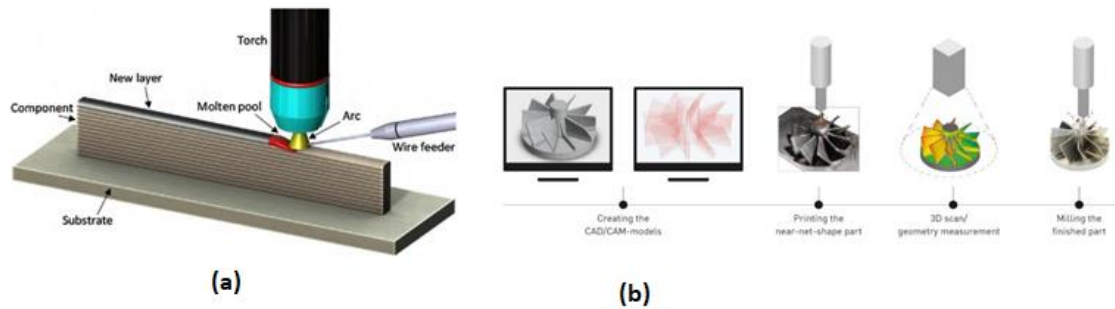 Torch
New layer
Component
Molten pool
Arc
Wire feeder
Substrate
(a)
Creating the
CAD/CAM-models
Printing the
near-net-shape part
3D scan/
geometry measurement
Milling the
finished part
(b)